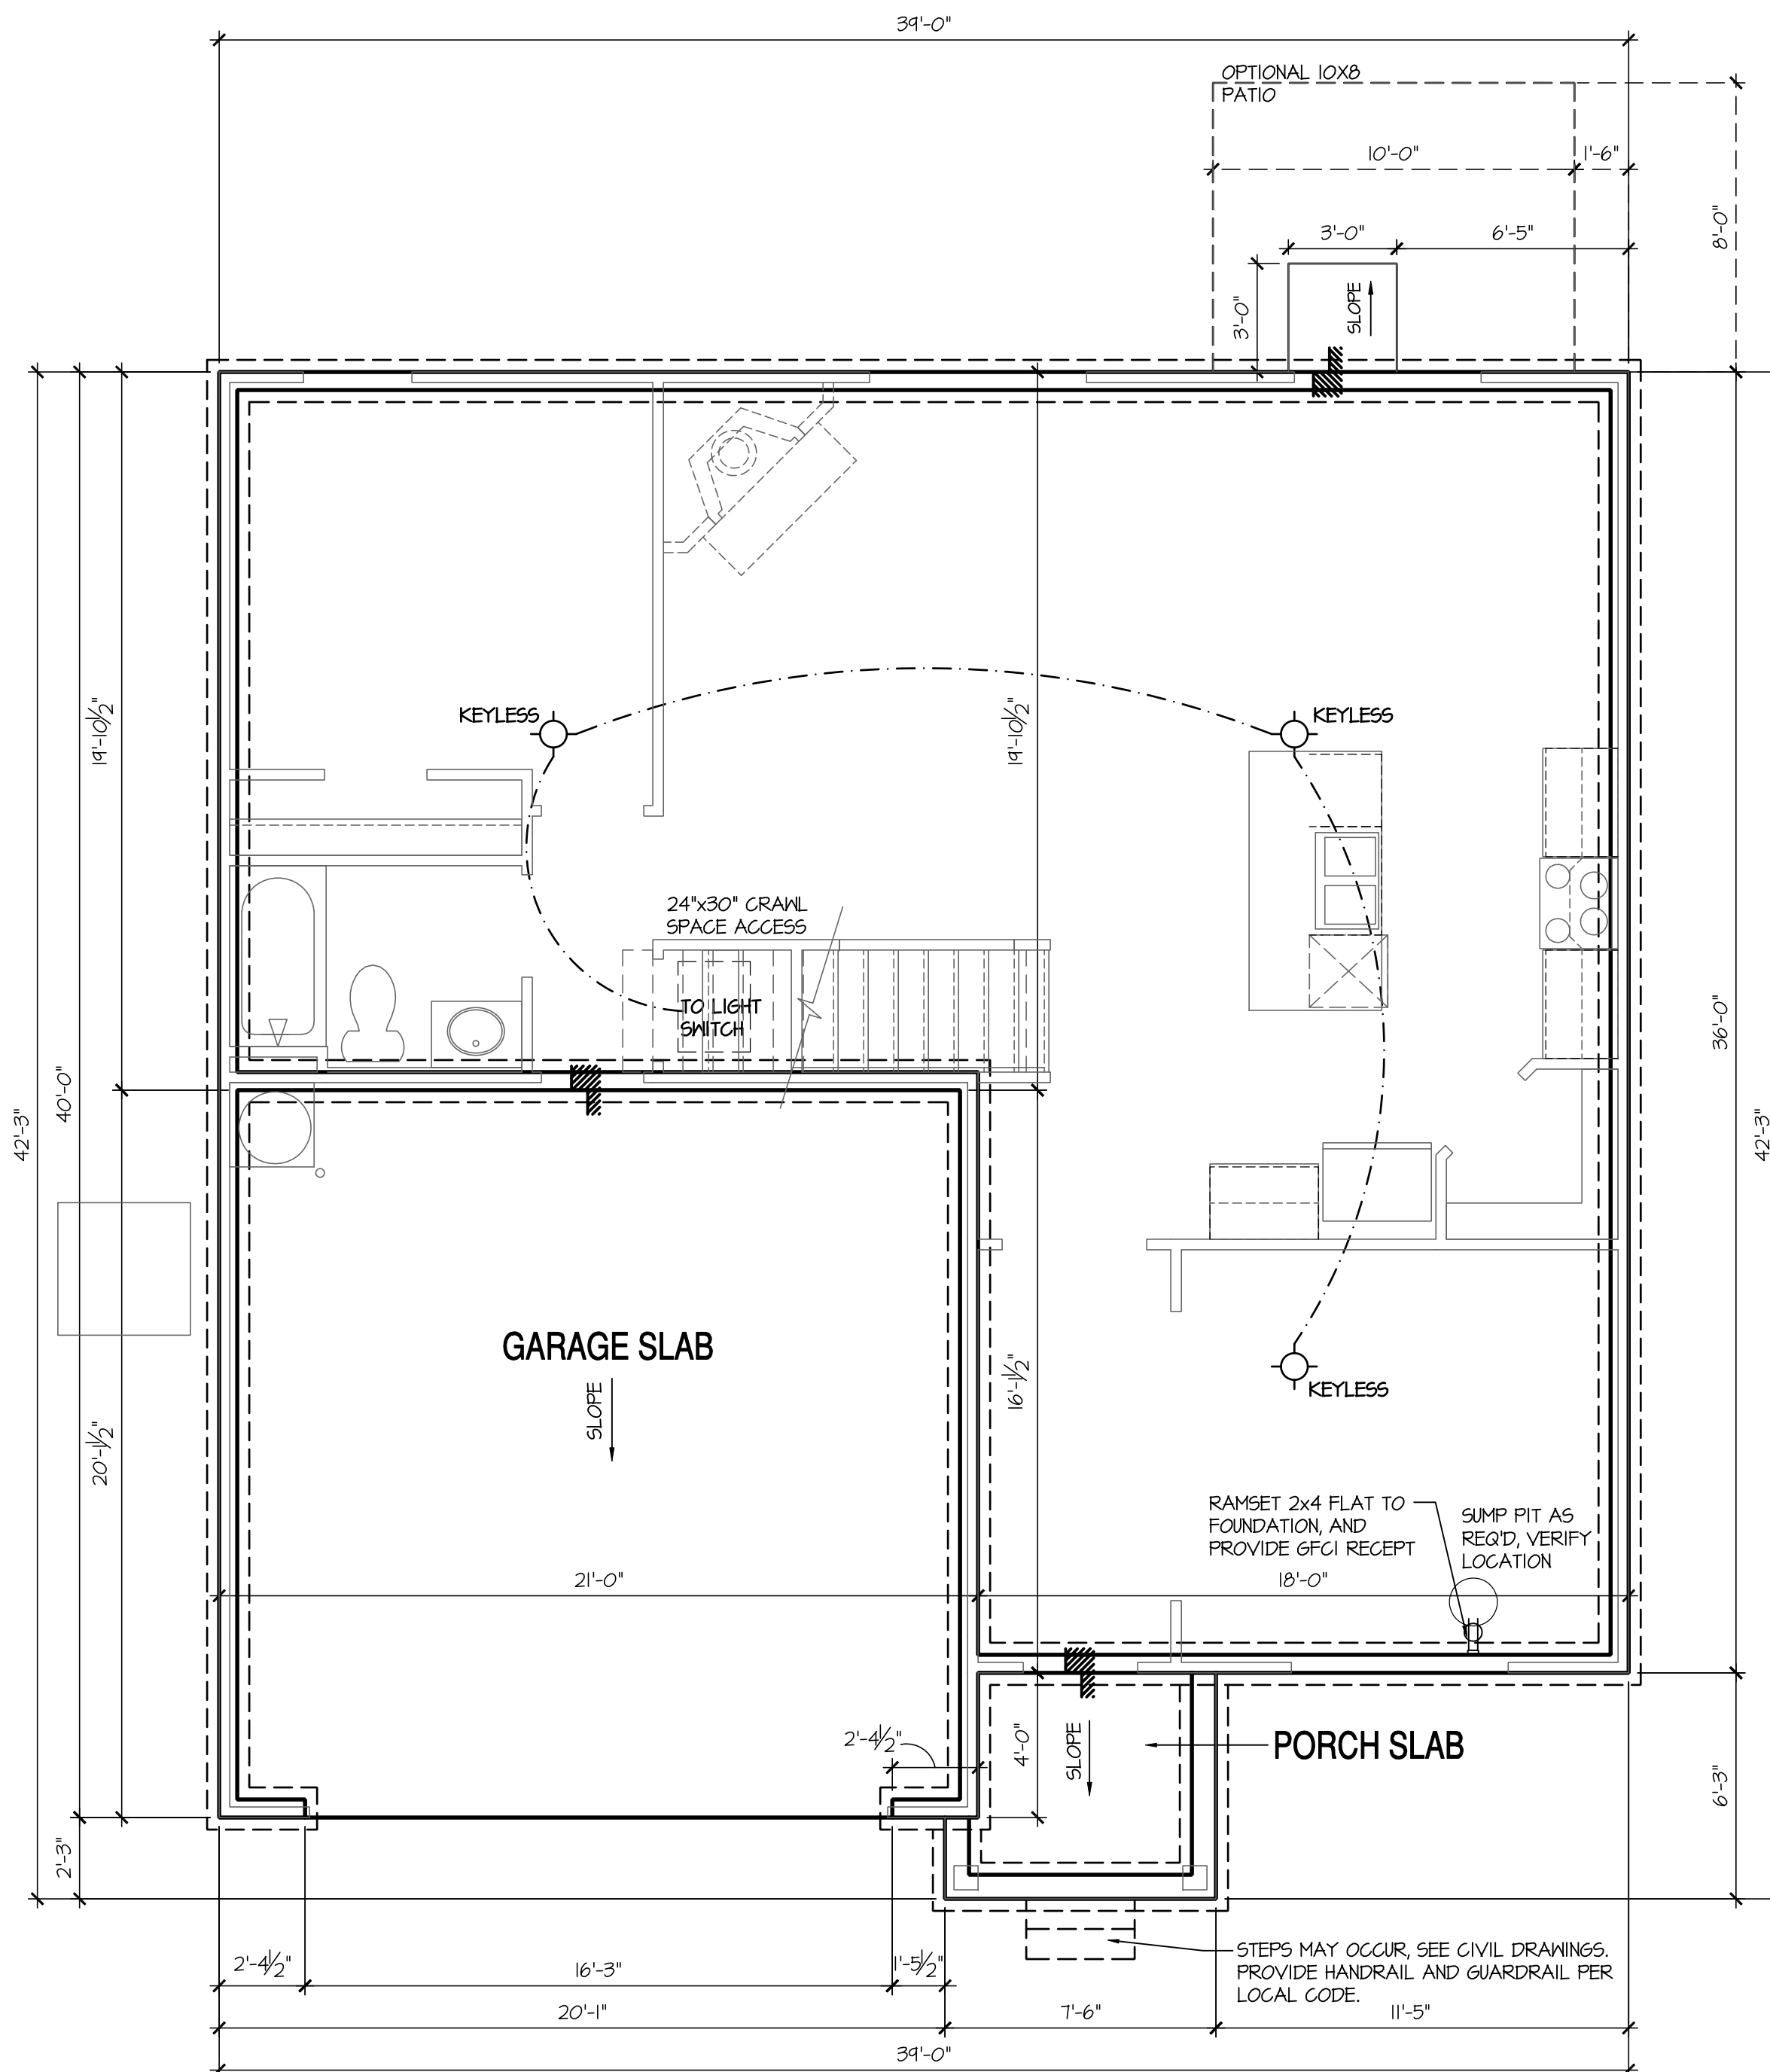 39'-0"
OPTIONAL 10X8
PATIO
10'-0"
1'-6"
8'-0"
3'-0"
6'-5"
3'-0"
SLOPE
19'-10½"
KEYLESS
19'-10½"
KEYLESS
24"x30" CRAWL
SPACE ACCESS
TO LIGHT
SWITCH
36'-0"
40'-0"
42'-3"
42'-3"
GARAGE SLAB
SLOPE
16'-1½"
KEYLESS
20'-1½"
RAMSET 2x4 FLAT TO
FOUNDATION, AND
PROVIDE GFCI RECEPT
SUMP PIT AS
REQ'D, VERIFY
LOCATION
21'-0"
18'-0"
2'-4½"
4'-0"
SLOPE
PORCH SLAB
6'-3"
2'-3"
STEPS MAY OCCUR, SEE CIVIL DRAWINGS.
PROVIDE HANDRAIL AND GUARDRAIL PER
LOCAL CODE.
2'-4½"
16'-3"
1'-5½"
20'-1"
7'-6"
11'-5"
39'-0"